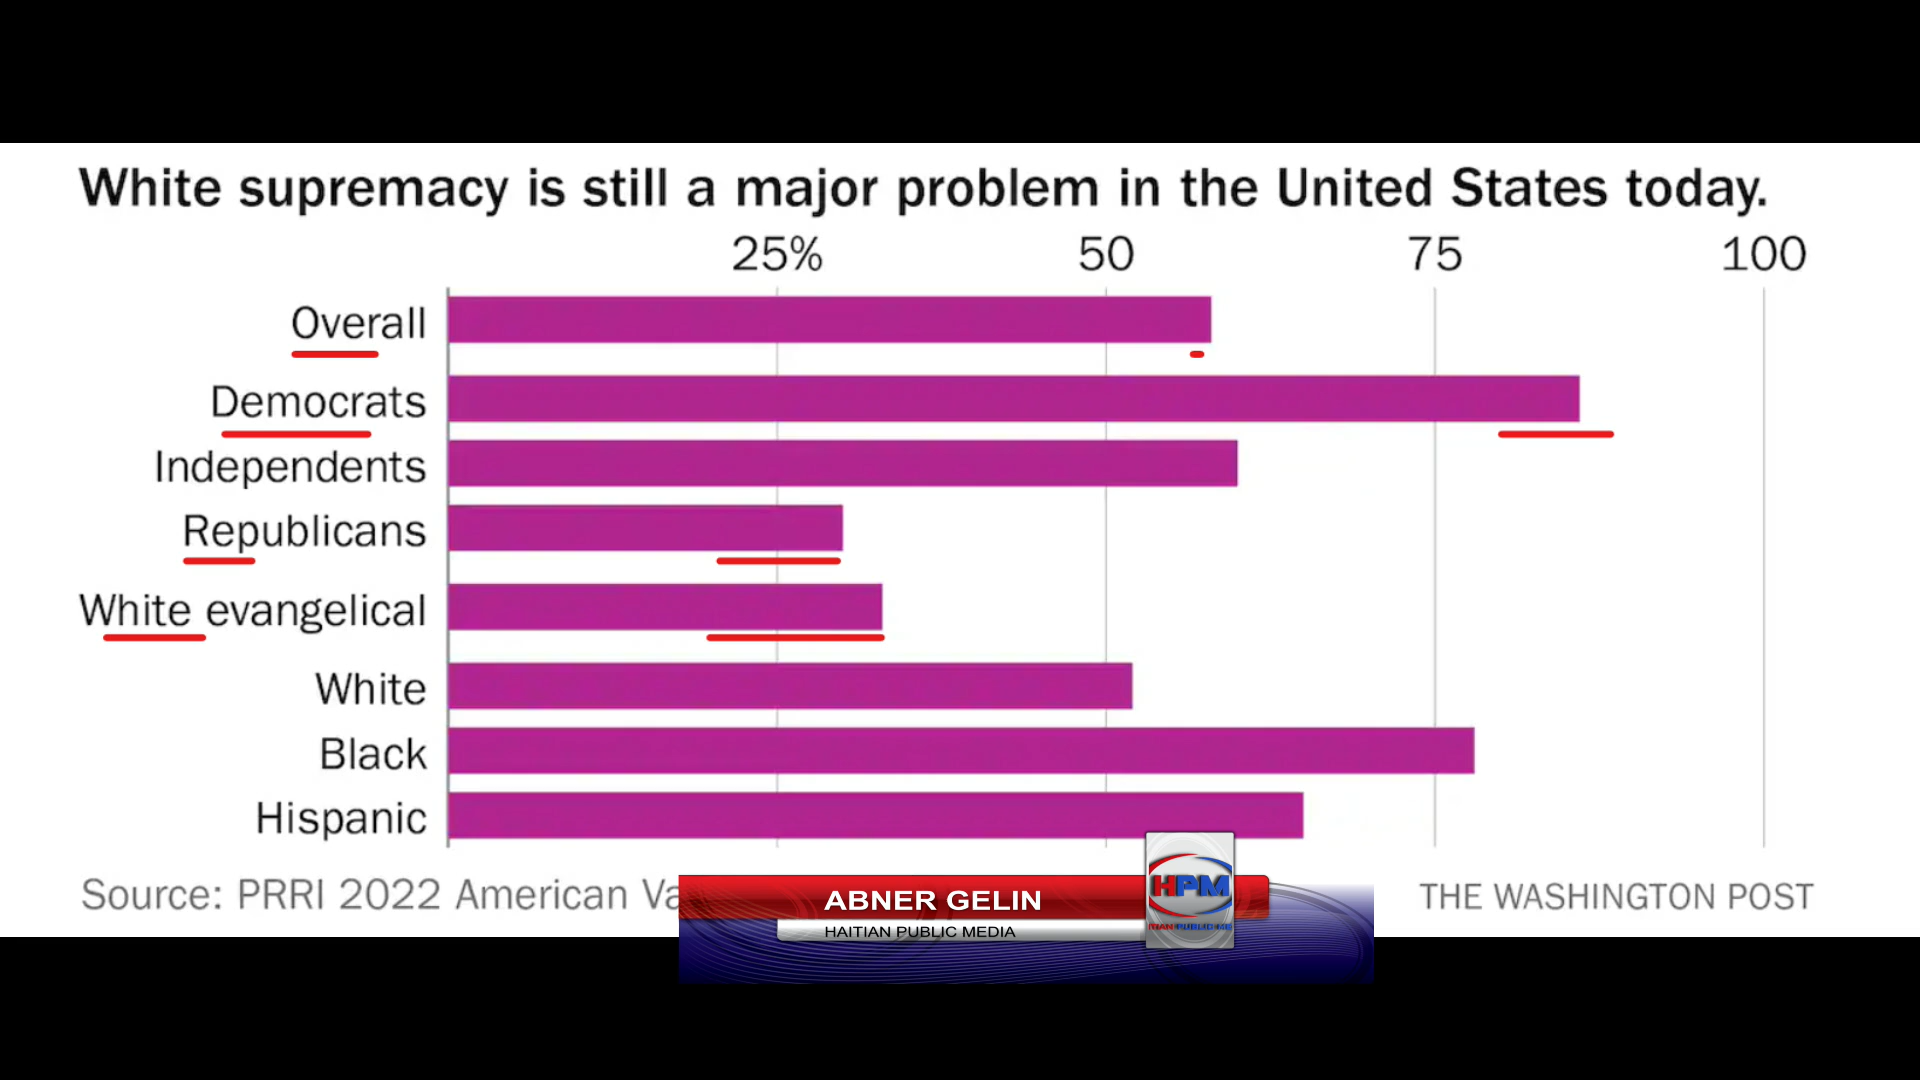 White supremacy is still a major problem in the United States today.
25% 50 75 100
Overall
Democrats
Independents
Republicans
White evangelical
White
Black
Hispanic
Source: PRRI 2022 American Va
THE WASHINGTON POST
ABNER GELIN
HAITIAN PUBLIC MEDIA
HPM